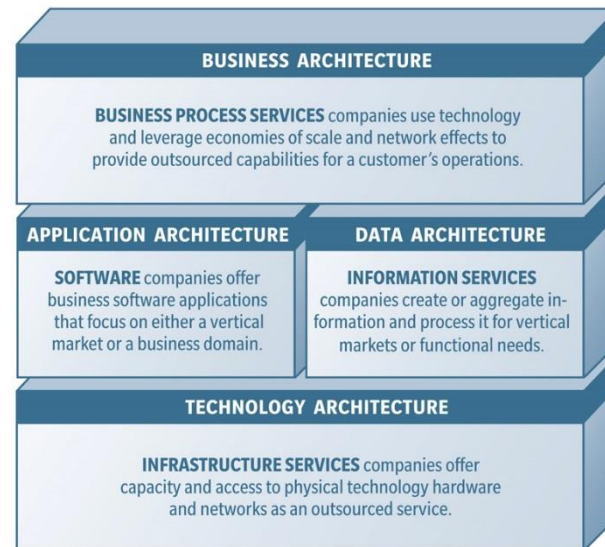 BUSINESS ARCHITECTURE
BUSINESS PROCESS SERVICES companies use technology
and leverage economies of scale and network effects to
provide outsourced capabilities for a customer's operations.
APPLICATION ARCHITECTURE
SOFTWARE companies offer
business software applications
that focus on either a vertical
market or a business domain.
DATA ARCHITECTURE
INFORMATION SERVICES
companies create or aggregate in-
formation and process it for vertical
markets or functional needs.
TECHNOLOGY ARCHITECTURE
INFRASTRUCTURE SERVICES companies offer
capacity and access to physical technology hardware
and networks as an outsourced service.